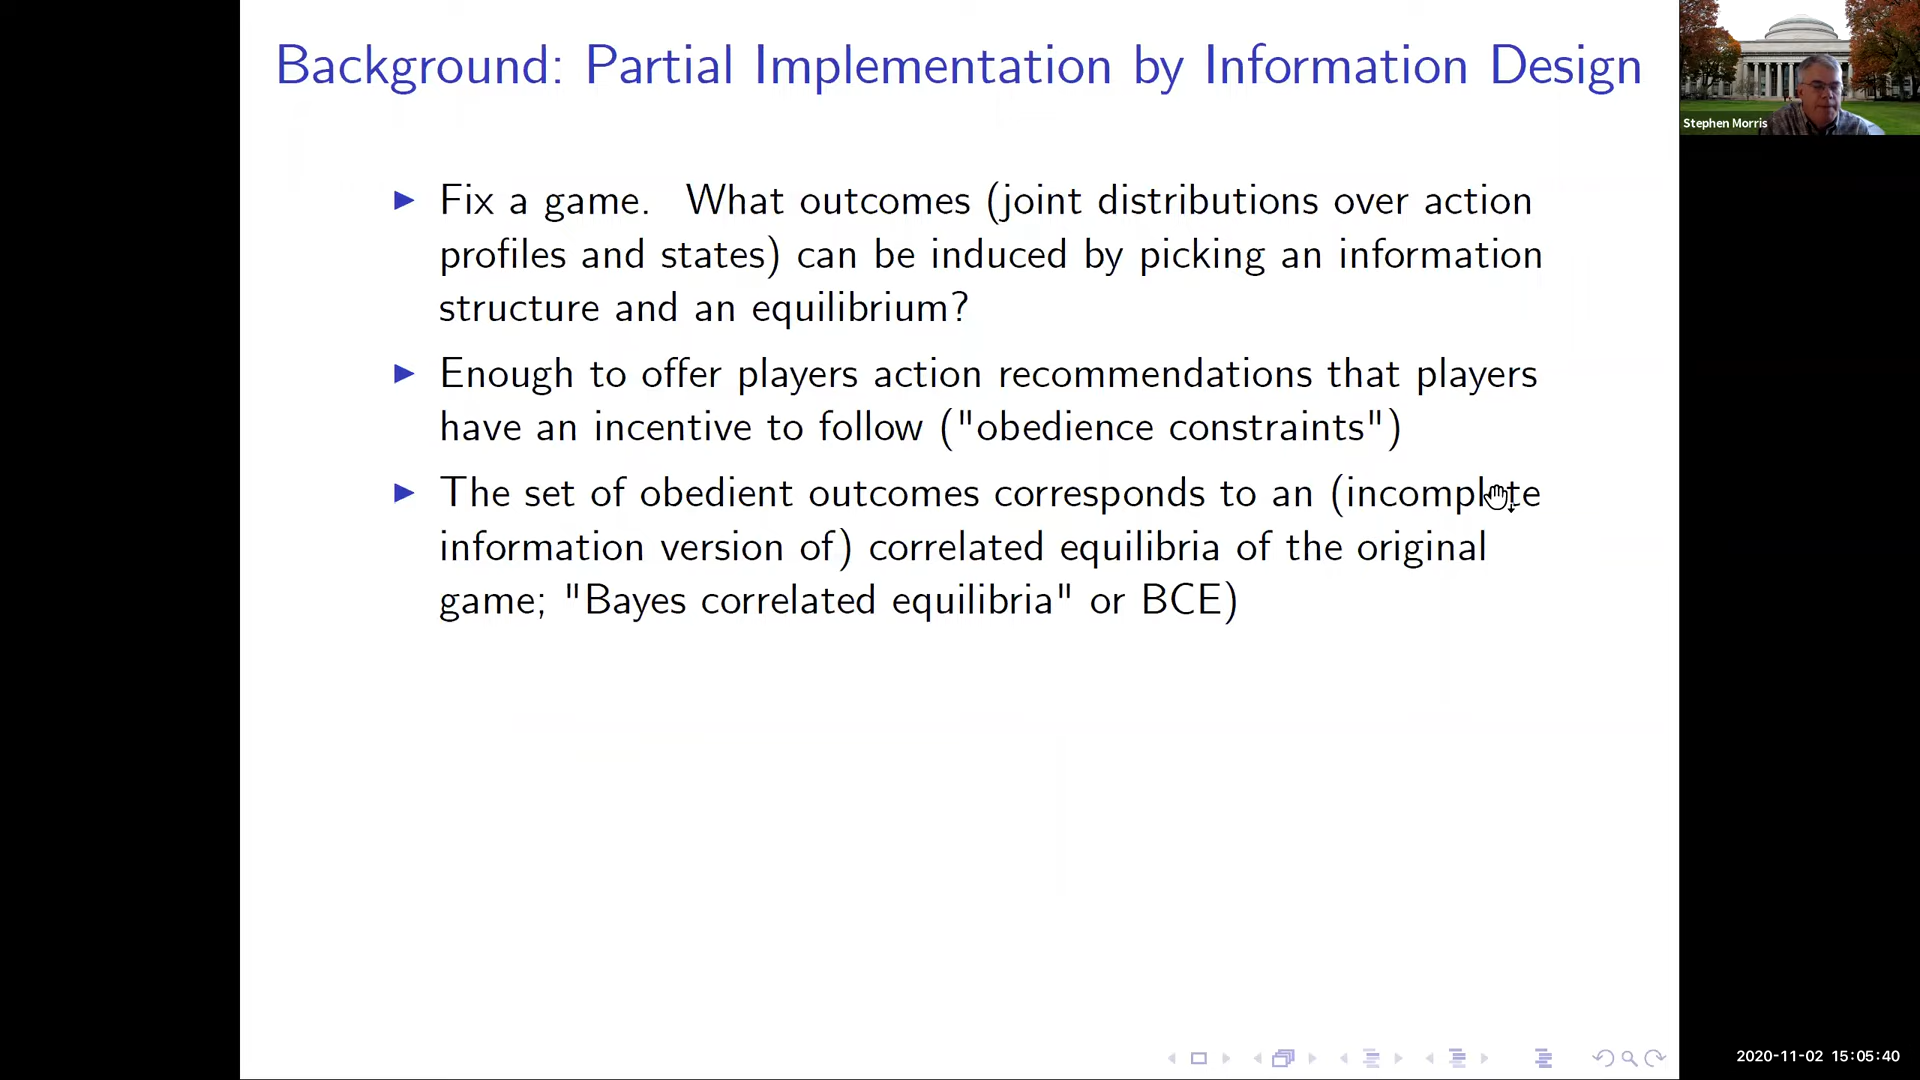 Background: Partial Implementation by Information Design
Stephen Morris
Fix a game. What outcomes (joint distributions over action
profiles and states) can be induced by picking an information
structure and an equilibrium?
Enough to offer players action recommendations that players
have an incentive to follow ("obedience constraints")
The set of obedient outcomes corresponds to an (incomplete
information version of) correlated equilibria of the original
game; "Bayes correlated equilibria" or BCE)
2020-11-02 15:05:40